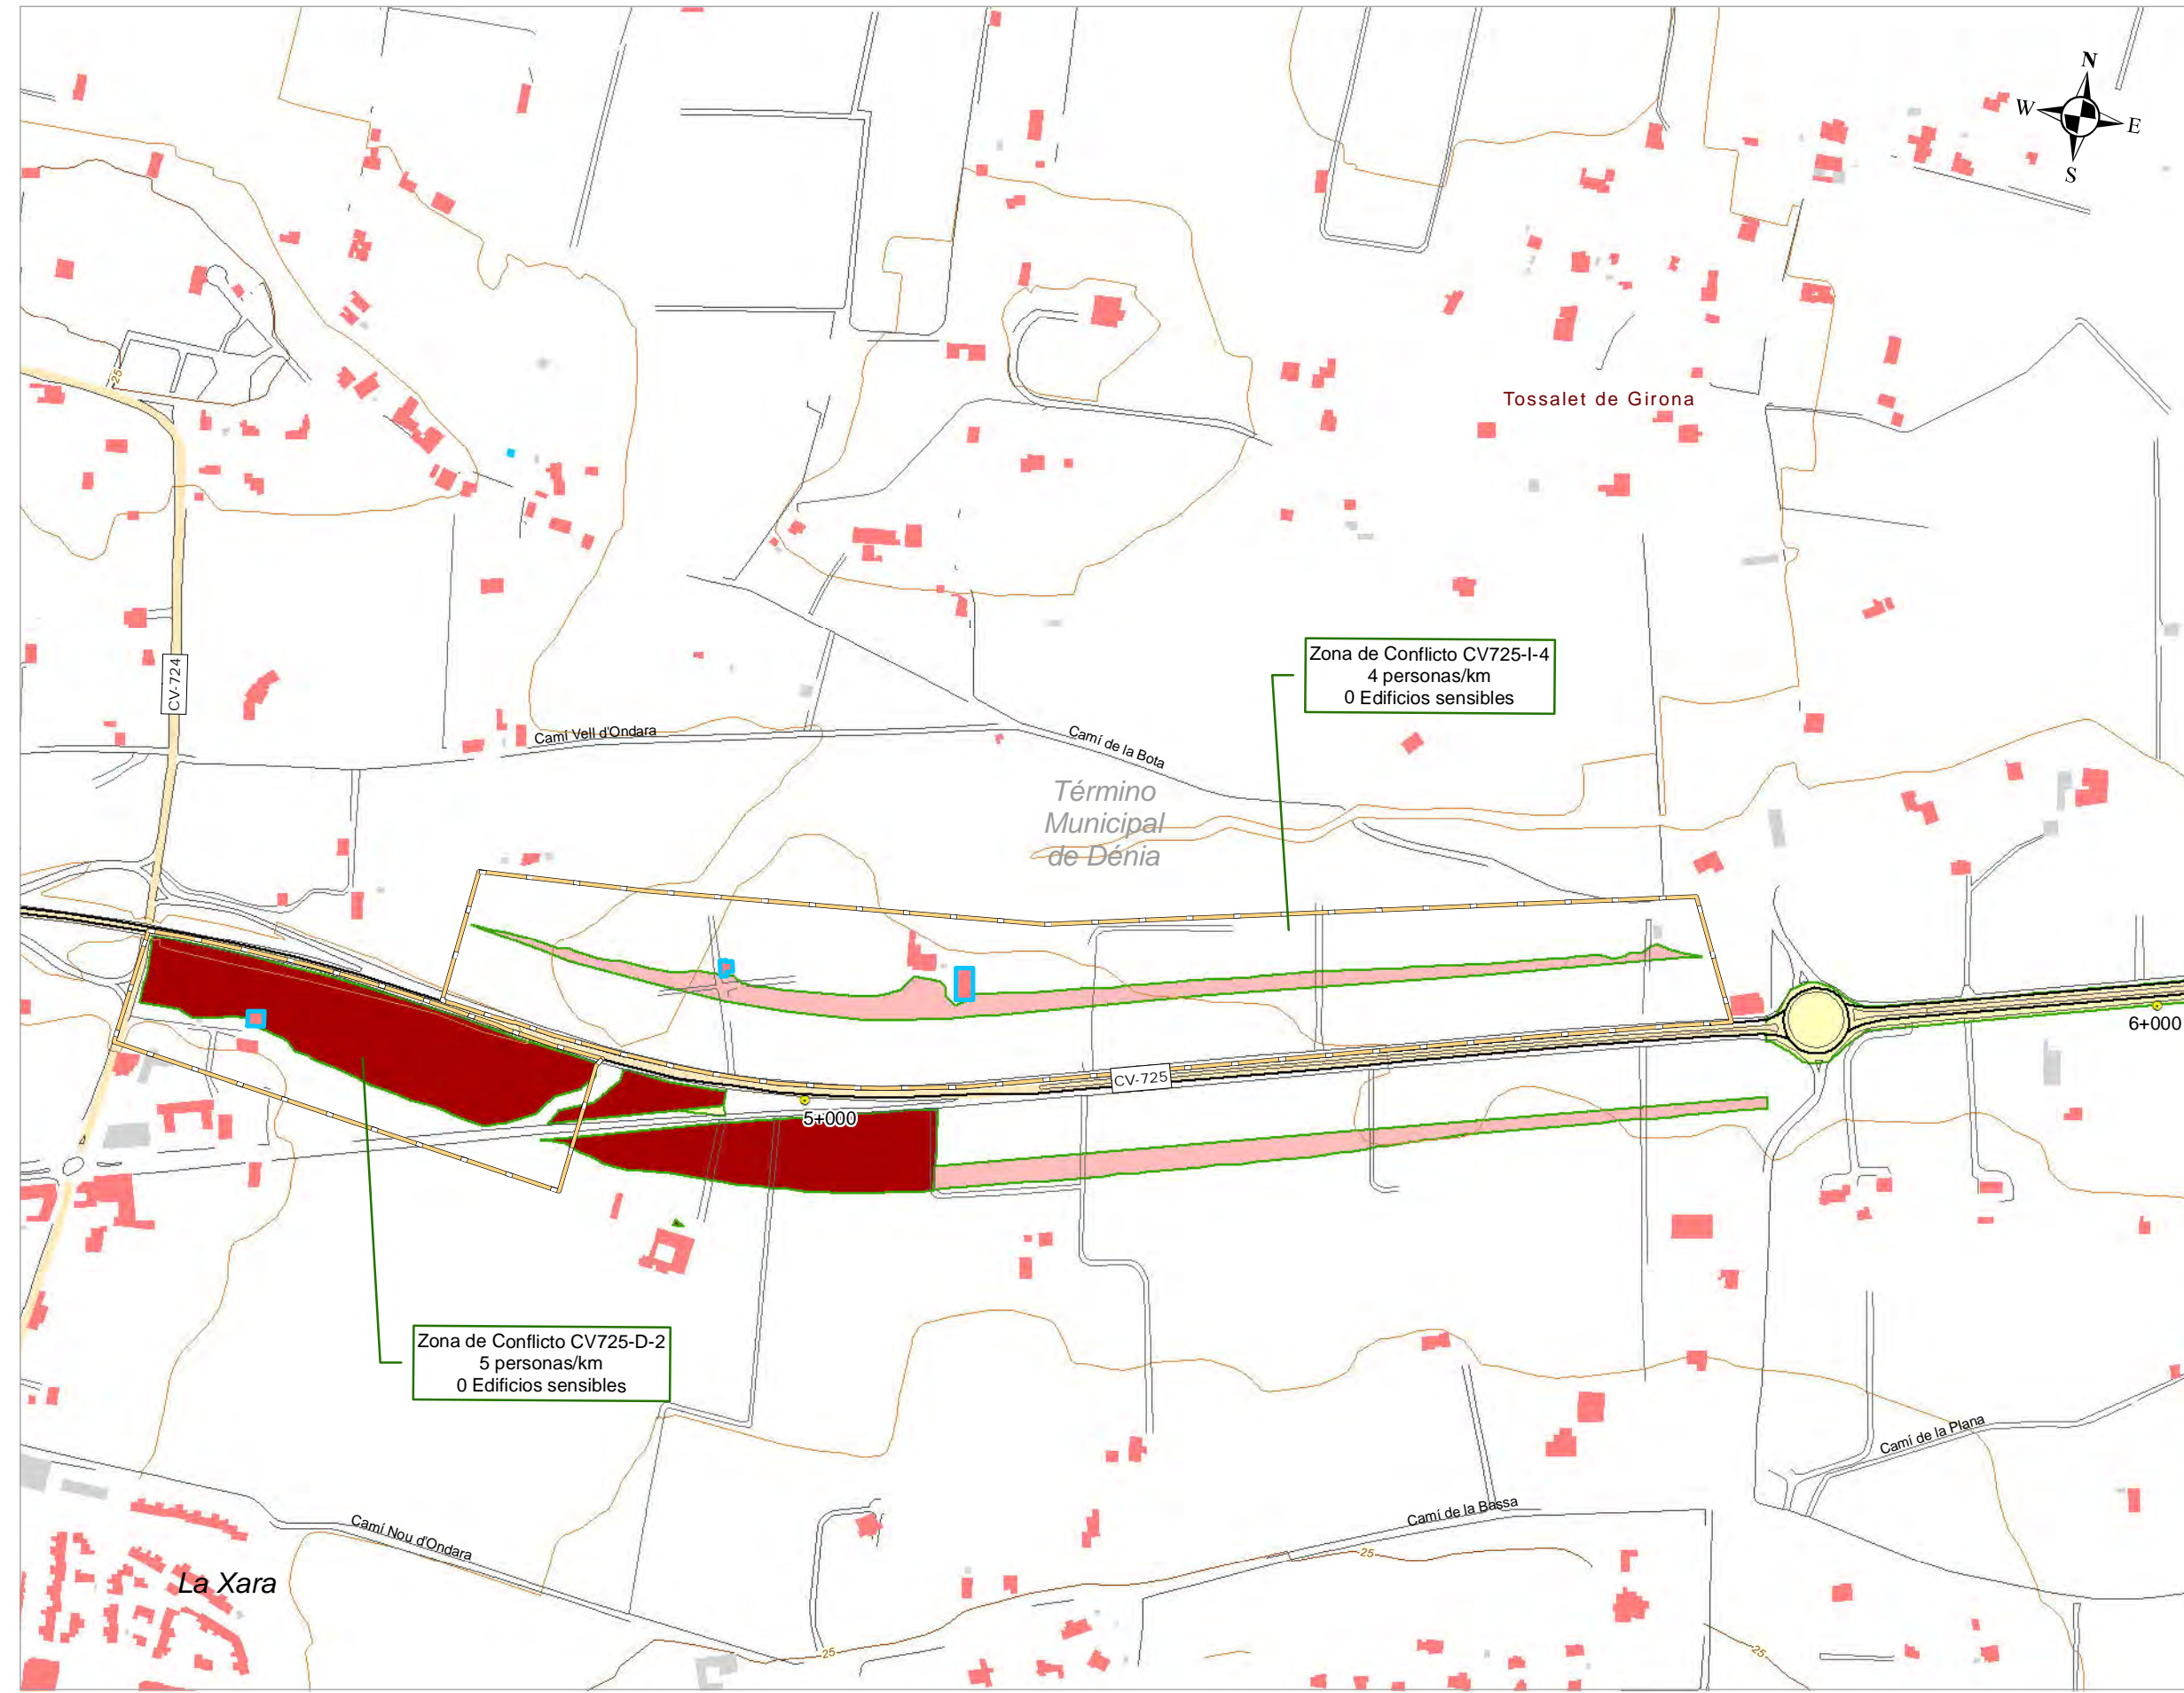 N
W
E
S
25
Tossalet de Girona
CV-724
Zona de Conflicto CV725-I-4
4 personas/km
0 Edificios sensibles
Camí Vell d'Ondara
Camí de la Bota
Término
Municipal
de Dénia
6+000
CV-725
5+000
Zona de Conflicto CV725-D-2
5 personas/km
0 Edificios sensibles
Camí de la Plana
Camí de la Bassa
Camí Nou d'Ondara
25
La Xara
25
25